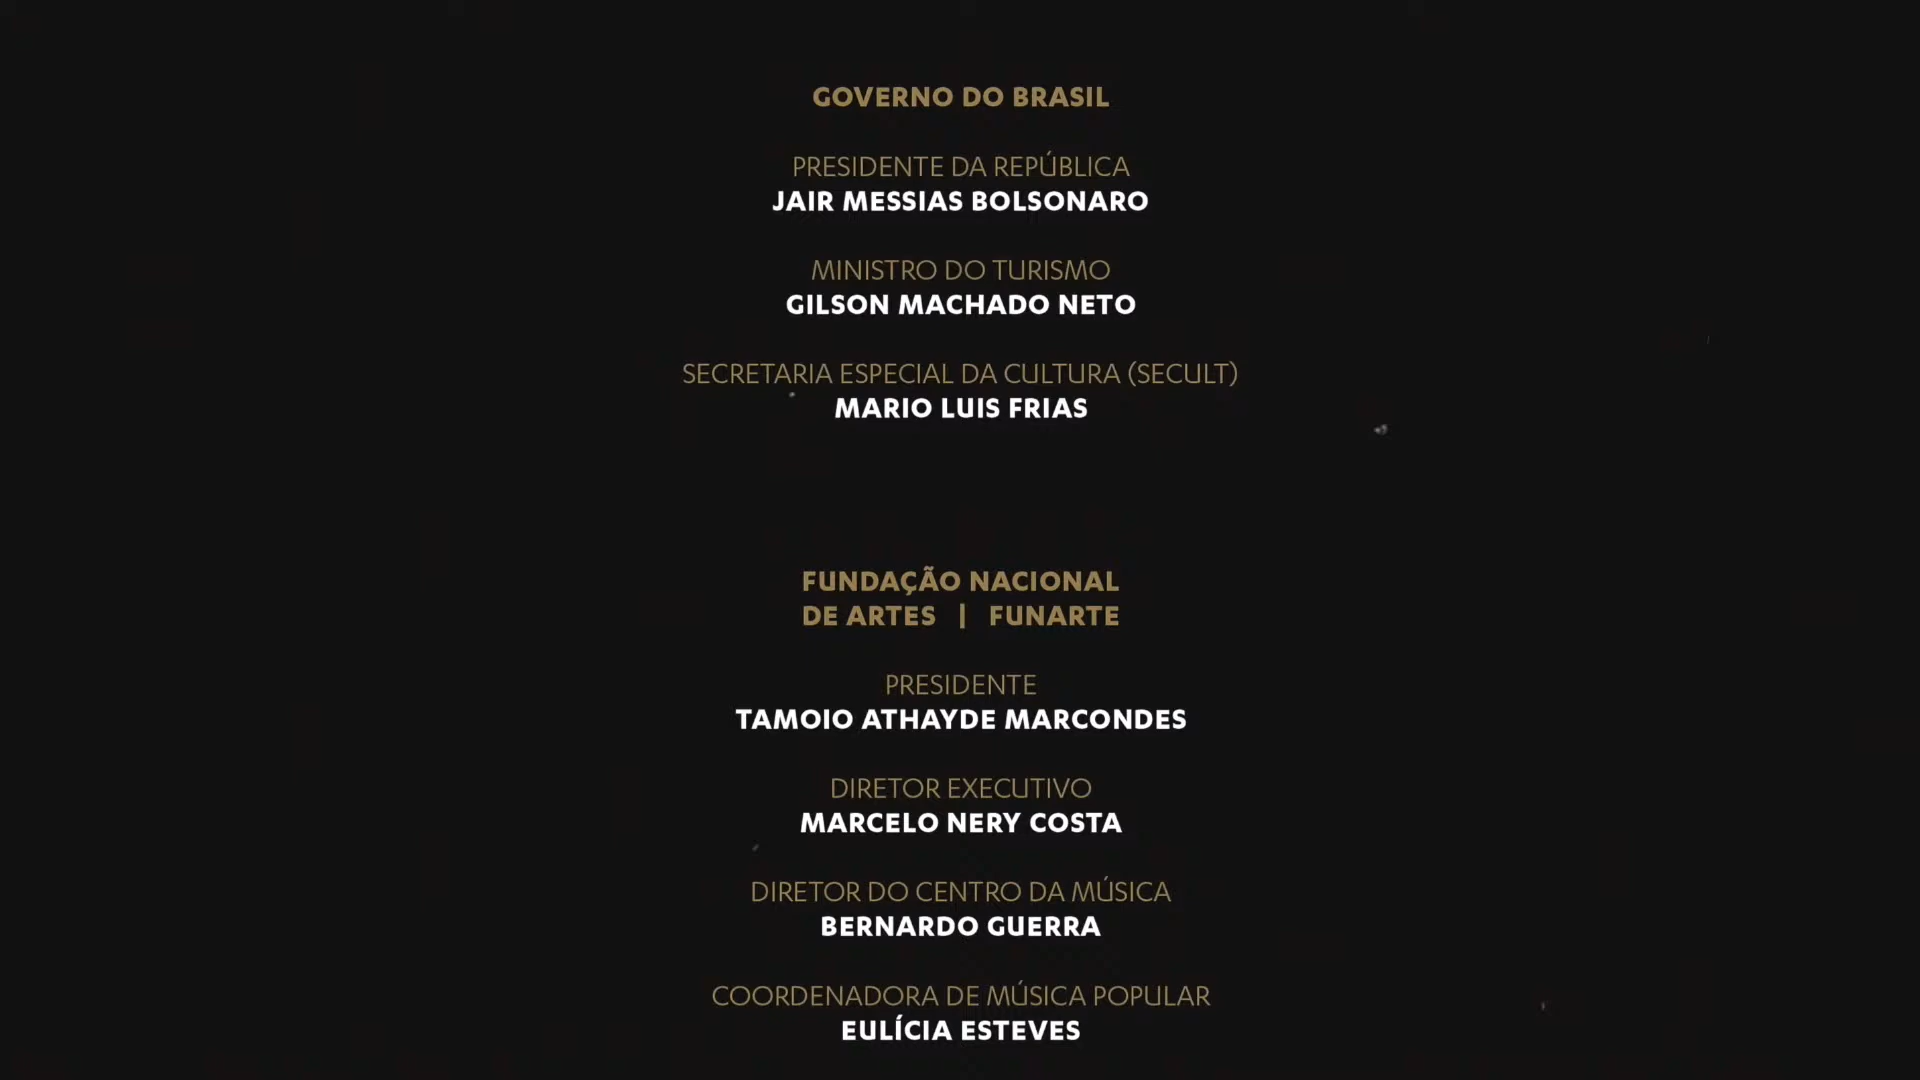 GOVERNO DO BRASIL
PRESIDENTE DA REPÚBLICA
JAIR MESSIAS BOLSONARO
MINISTRO DO TURISMO
GILSON MACHADO NETO
SECRETARIA ESPECIAL DA CULTURA (SECULT)
MARIO LUIS FRIAS
FUNDAÇÃO NACIONAL
DE ARTES | FUNARTE
PRESIDENTE
TAMOIO ATHAYDE MARCONDES
DIRETOR EXECUTIVO
MARCELO NERY COSTA
DIRETOR DO CENTRO DA MÚSICA
BERNARDO GUERRA
COORDENADORA DE MÚSICA POPULAR
EULÍCIA ESTEVES